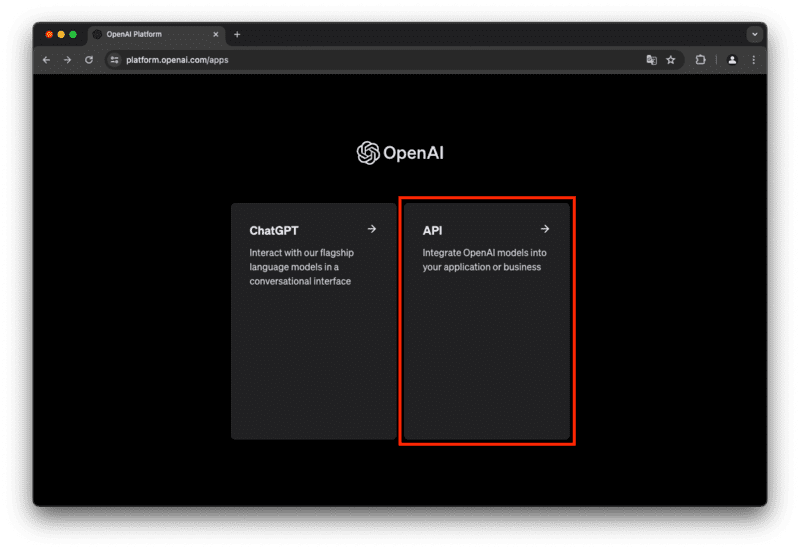 OpenAI Platform
platform.openai.com/apps
OpenAI
ChatGPT
Interact with our flagship
language models in a
conversational interface
API
Integrate OpenAI models into
your application or business